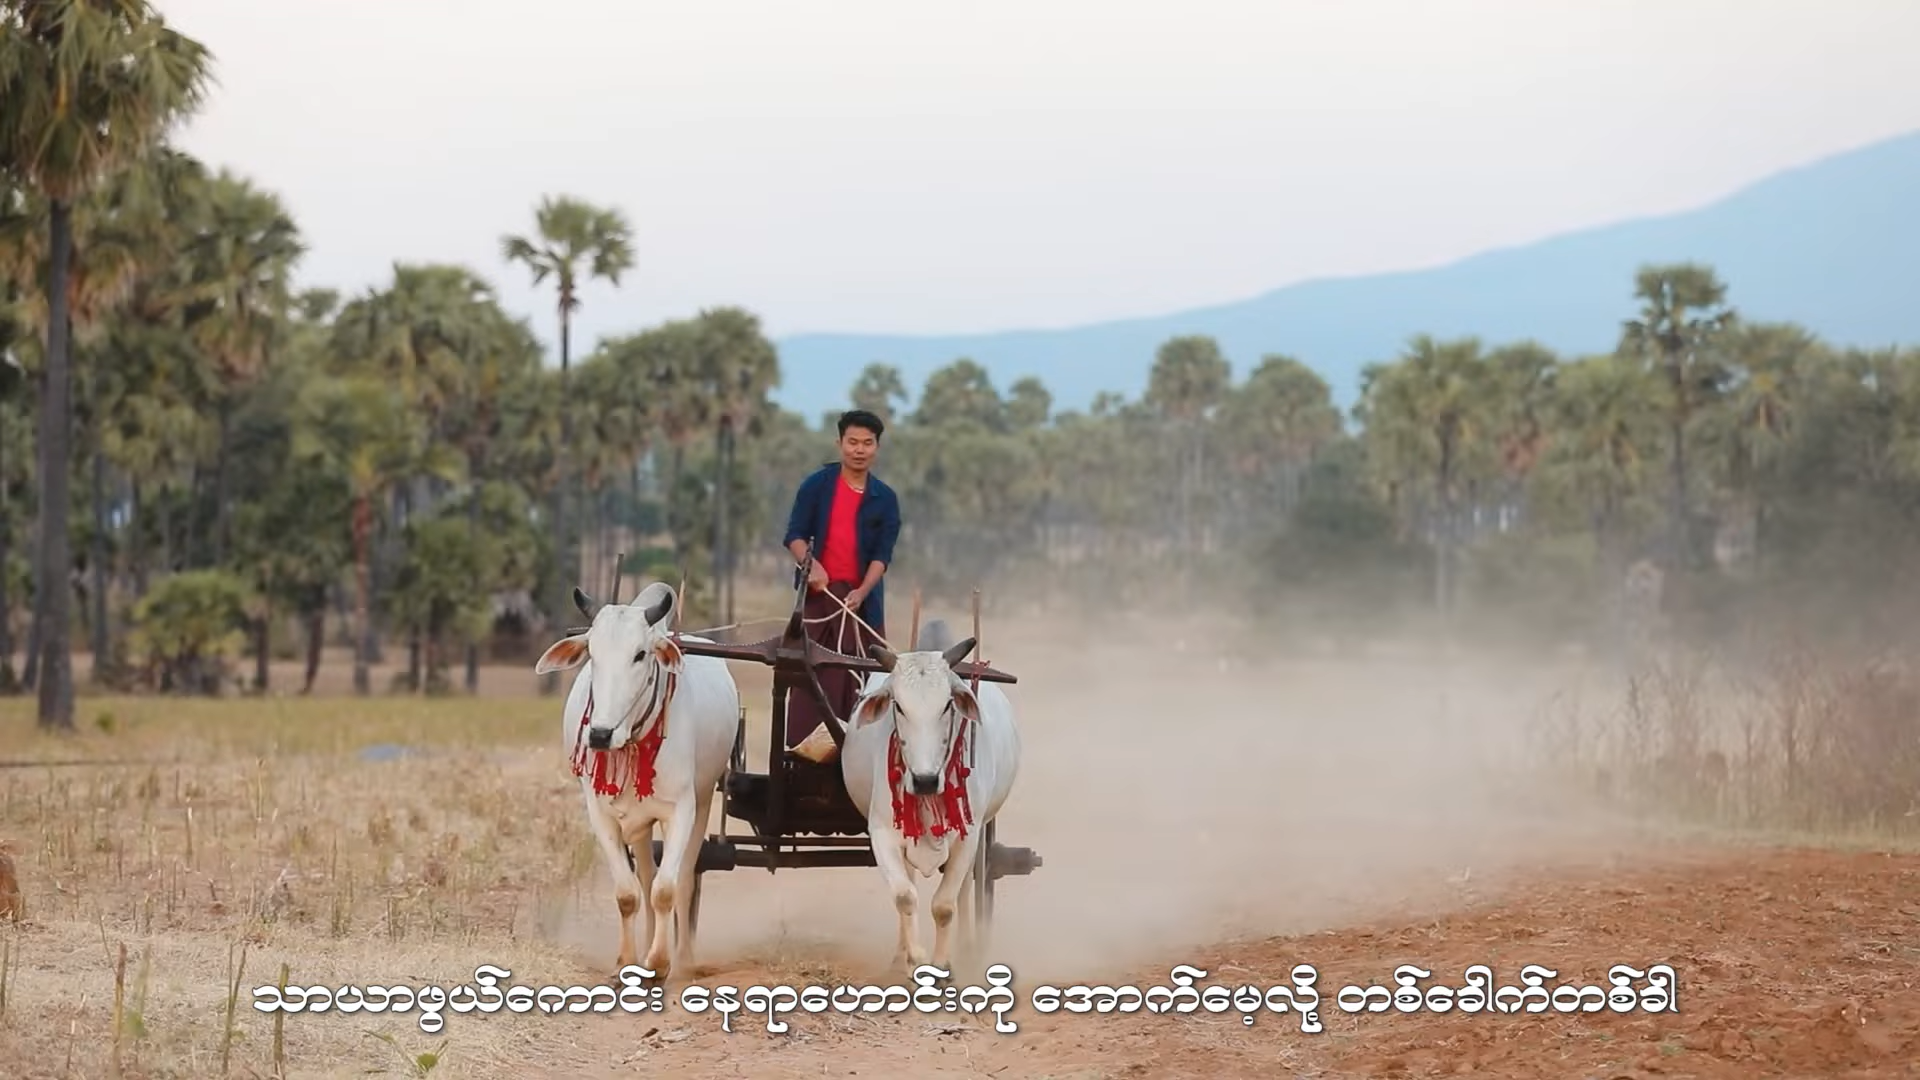 သာယာဖွယ်ကောင်း နေရာဟောင်းကို အောက်မေ့လို့ တစ်ခေါက်တစ်ခါ